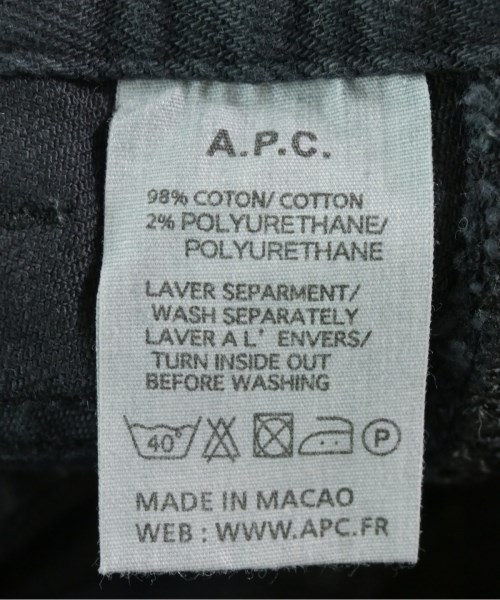 A.P.C.
98% COTON/ COTTON
2% POLYURETHANE/
POLYURETHANE
LAVER SEPARMENT/
WASH SEPARATELY
LAVER A L' ENVERS/
TURN INSIDE OUT
BEFORE WASHING
40° P
MADE IN MACAO
WEB : WWW.APC.FR